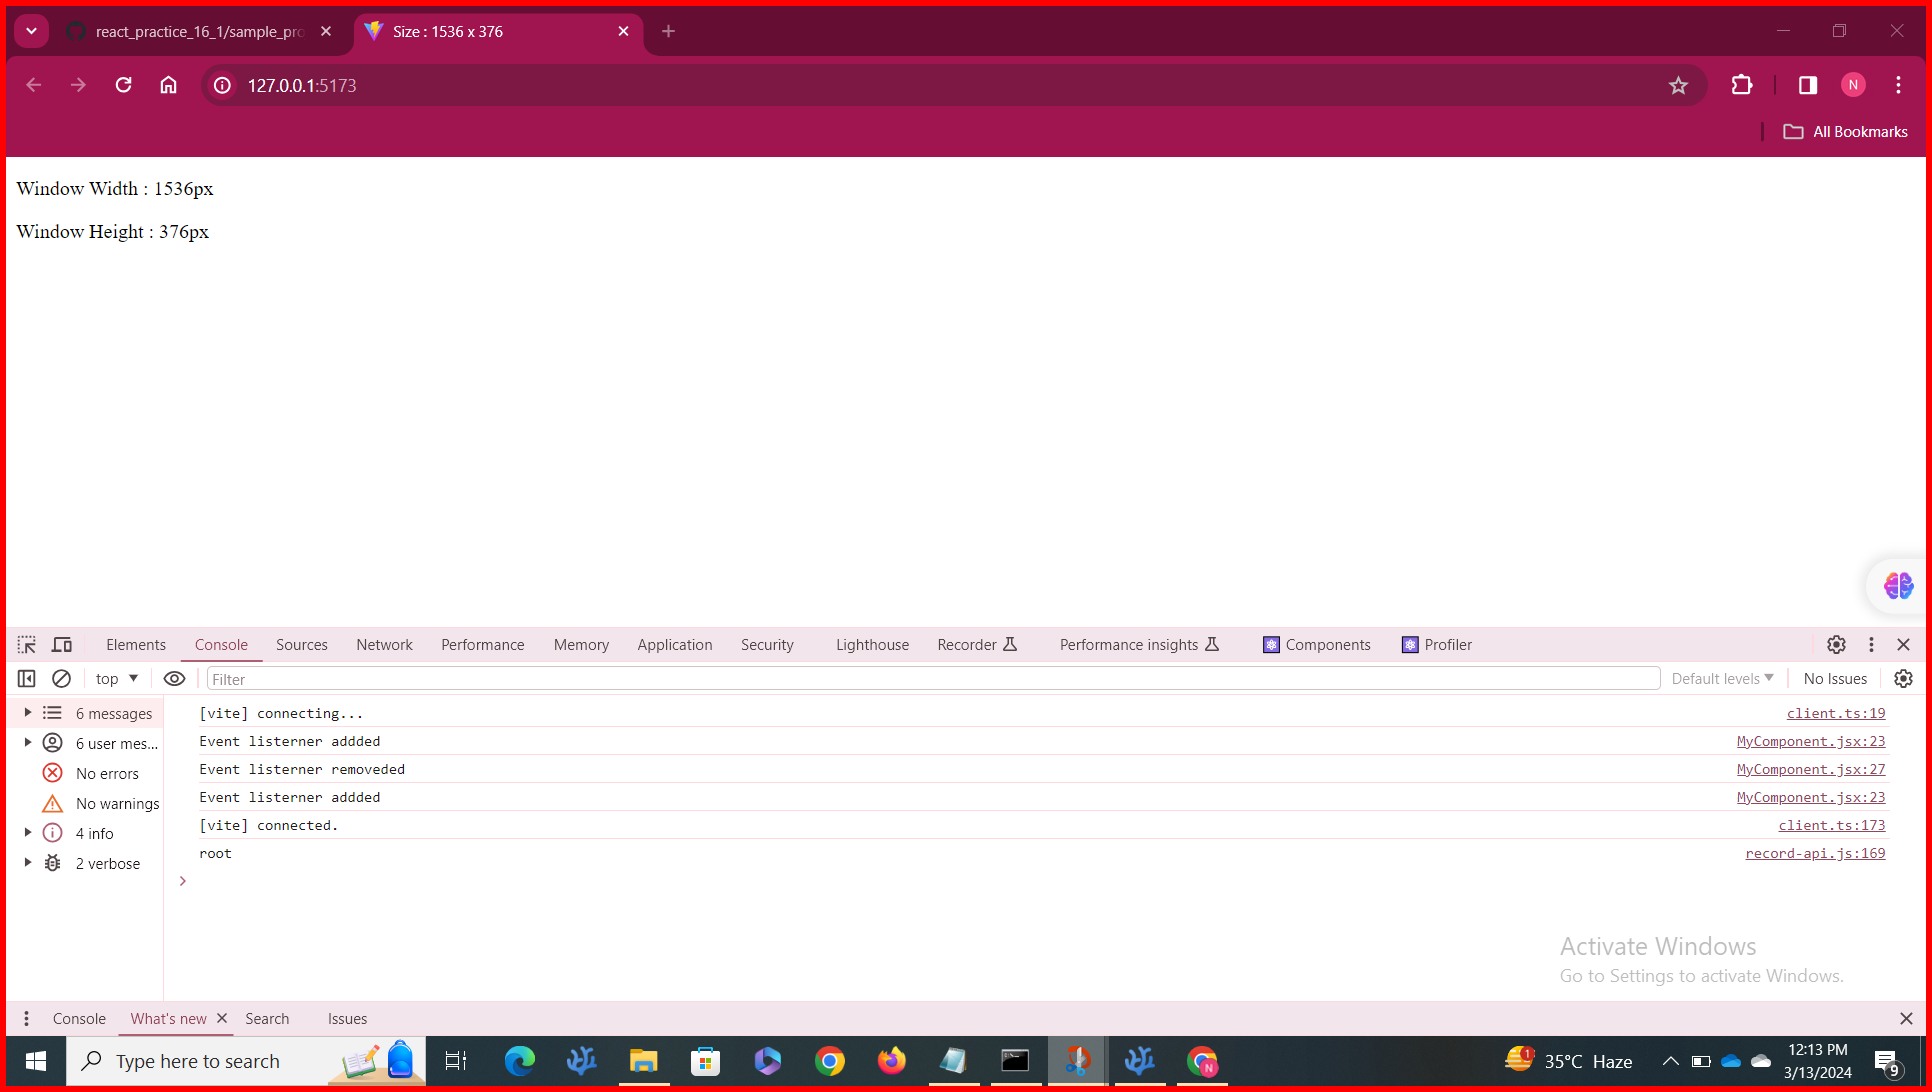 react_practice_16_1/sample_pro
Size : 1536 x 376
127.0.0.1:5173
N
All Bookmarks
Window Width : 1536px
Window Height : 376px
Elements Console Sources Network Performance Memory Application Security Lighthouse Recorder Performance insights Components Profiler
top Filter Default levels No Issues
6 messages
6 user mes...
No errors
No warnings
4 info
2 verbose
[vite] connecting... client.ts:19
Event listerner addded MyComponent.jsx:23
Event listerner removeded MyComponent.jsx:27
Event listerner addded MyComponent.jsx:23
[vite] connected. client.ts:173
root record-api.js:169
Activate Windows
Go to Settings to activate Windows.
Console What's new Search Issues
Type here to search
N
1
35°C Haze
12:13 PM
3/13/2024
9